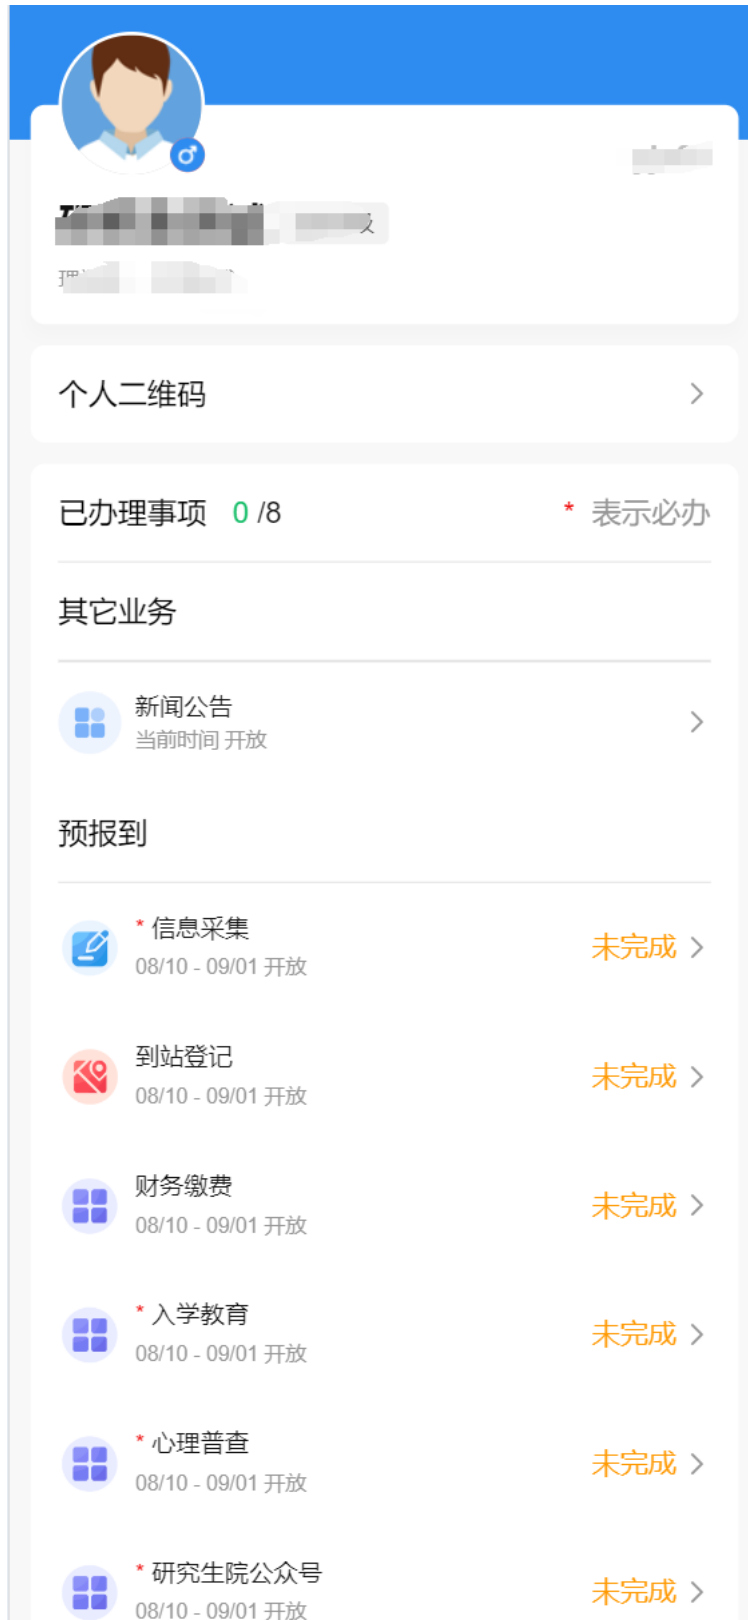 个人二维码
已办理事项 0 /8
* 表示必办
其它业务
新闻公告
当前时间 开放
预报到
* 信息采集
08/10 - 09/01 开放
未完成
到站登记
08/10 - 09/01 开放
未完成
财务缴费
08/10 - 09/01 开放
未完成
* 入学教育
08/10 - 09/01 开放
未完成
* 心理普查
08/10 - 09/01 开放
未完成
* 研究生院公众号
08/10 - 09/01 开放
未完成